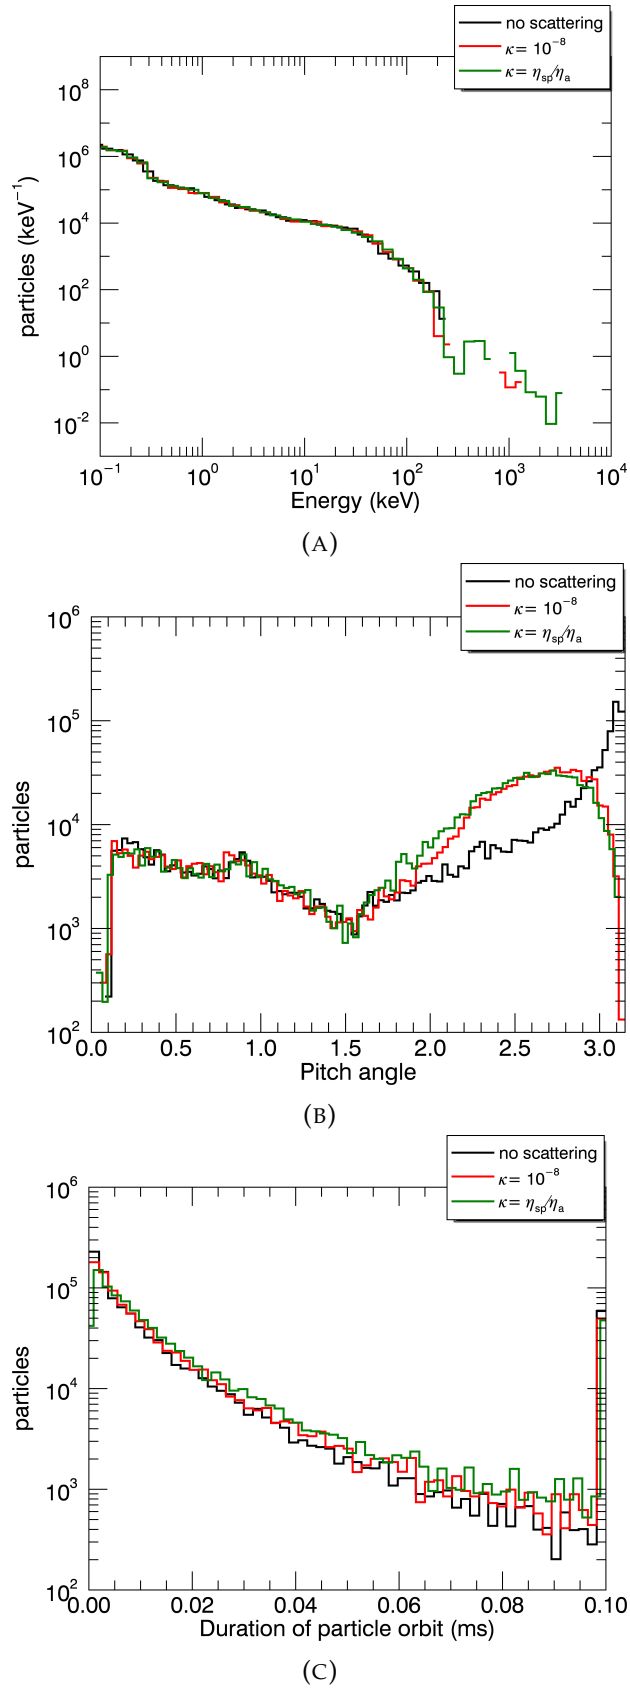 no scattering
κ= 10⁻⁸
κ= ηsp/ηa
10⁸
10⁶
10⁴
10²
10⁰
10⁻²
particles (keV⁻¹)
10⁻¹ 10⁰ 10¹ 10² 10³ 10⁴
Energy (keV)
(A)
no scattering
κ= 10⁻⁸
κ= ηsp/ηa
10⁶
10⁵
10⁴
10³
10²
particles
0.0 0.5 1.0 1.5 2.0 2.5 3.0
Pitch angle
(B)
no scattering
κ= 10⁻⁸
κ= ηsp/ηa
10⁶
10⁵
10⁴
10³
10²
particles
0.00 0.02 0.04 0.06 0.08 0.10
Duration of particle orbit (ms)
(C)